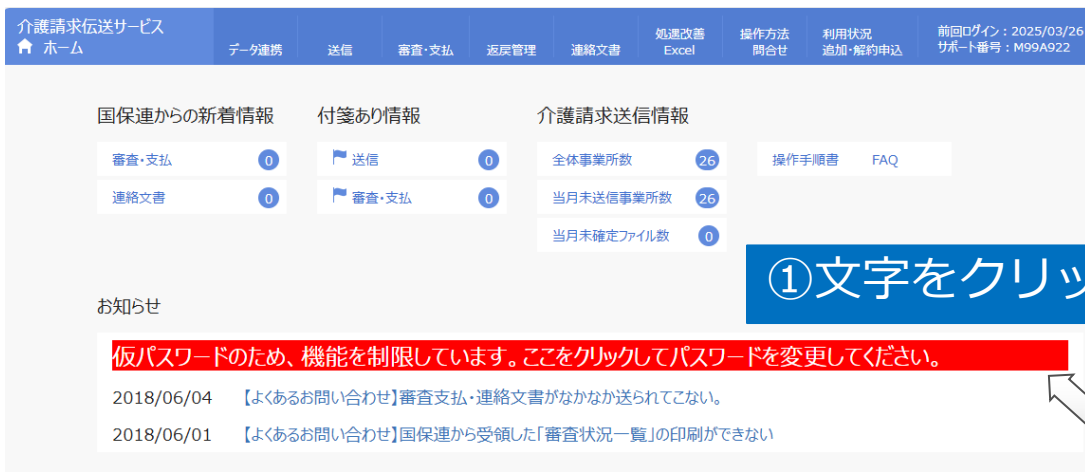 介護請求伝送サービス
ホーム
データ連携 送信 審査・支払 返戻管理 連絡文書 処遇改善 Excel 操作方法 問合せ 利用状況 追加・解約申込
前回ログイン：2025/03/26
サポート番号：M99A922
国保連からの新着情報 付箋あり情報 介護請求送信情報
審査・支払 0 送信 0 全体事業所数 26 操作手順書 FAQ
連絡文書 0 審査・支払 0 当月未送信事業所数 26
当月未確定ファイル数 0
①文字をクリッ
お知らせ
仮パスワードのため、機能を制限しています。ここをクリックしてパスワードを変更してください。
2018/06/04 【よくあるお問い合わせ】審査支払・連絡文書がなかなか送られてこない。
2018/06/01 【よくあるお問い合わせ】国保連から受領した「審査状況一覧」の印刷ができない